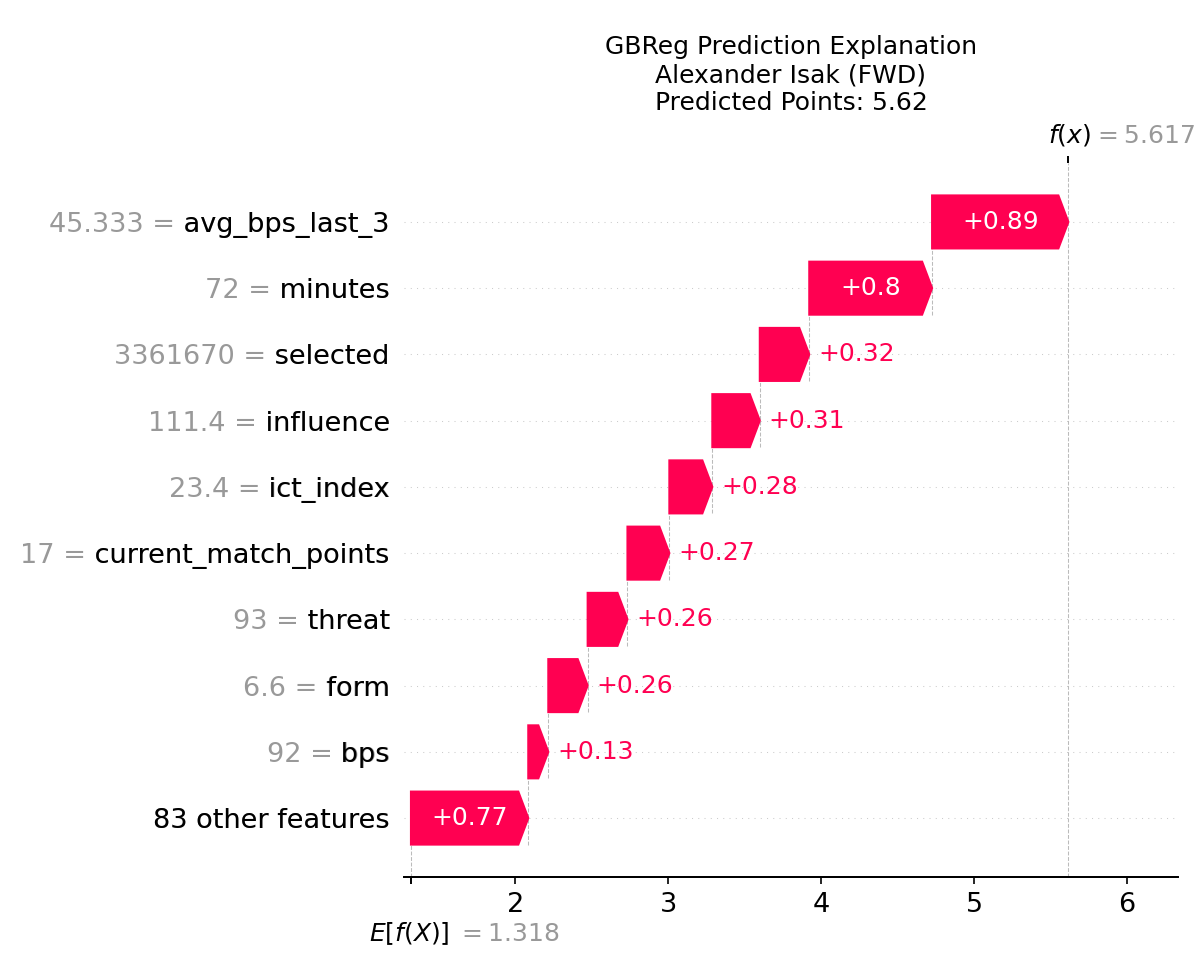 GBReg Prediction Explanation
Alexander Isak (FWD)
Predicted Points: 5.62
f(x) = 5.617
45.333 = avg_bps_last_3
+0.89
72 = minutes
+0.8
3361670 = selected
+0.32
111.4 = influence
+0.31
23.4 = ict_index
+0.28
17 = current_match_points
+0.27
93 = threat
+0.26
6.6 = form
+0.26
92 = bps
+0.13
83 other features
+0.77
2 3 4 5 6
E[f(X)] = 1.318